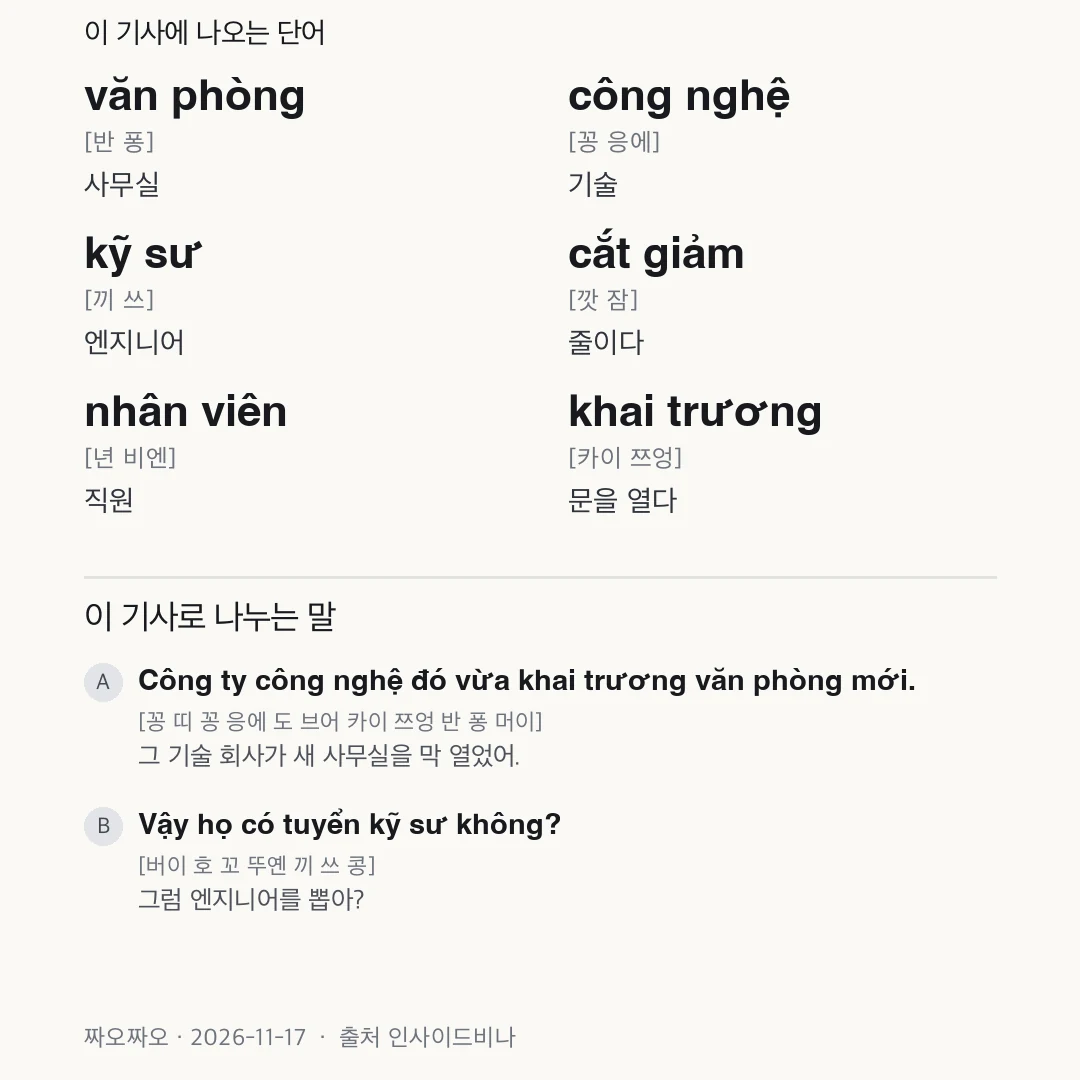 이 기사에 나오는 단어
văn phòng
[반 퐁]
사무실
công nghệ
[꽁 응에]
기술
kỹ sư
[끼 쓰]
엔지니어
cắt giảm
[깟 잠]
줄이다
nhân viên
[년 비엔]
직원
khai trương
[카이 쯔엉]
문을 열다
이 기사로 나누는 말
A
Công ty công nghệ đó vừa khai trương văn phòng mới.
[꽁 띠 꽁 응에 도 브어 카이 쯔엉 반 퐁 머이]
그 기술 회사가 새 사무실을 막 열었어.
B
Vậy họ có tuyển kỹ sư không?
[버이 호 꼬 뚜옌 끼 쓰 콩]
그럼 엔지니어를 뽑아?
짜오짜오 · 2026-11-17 · 출처 인사이드비나